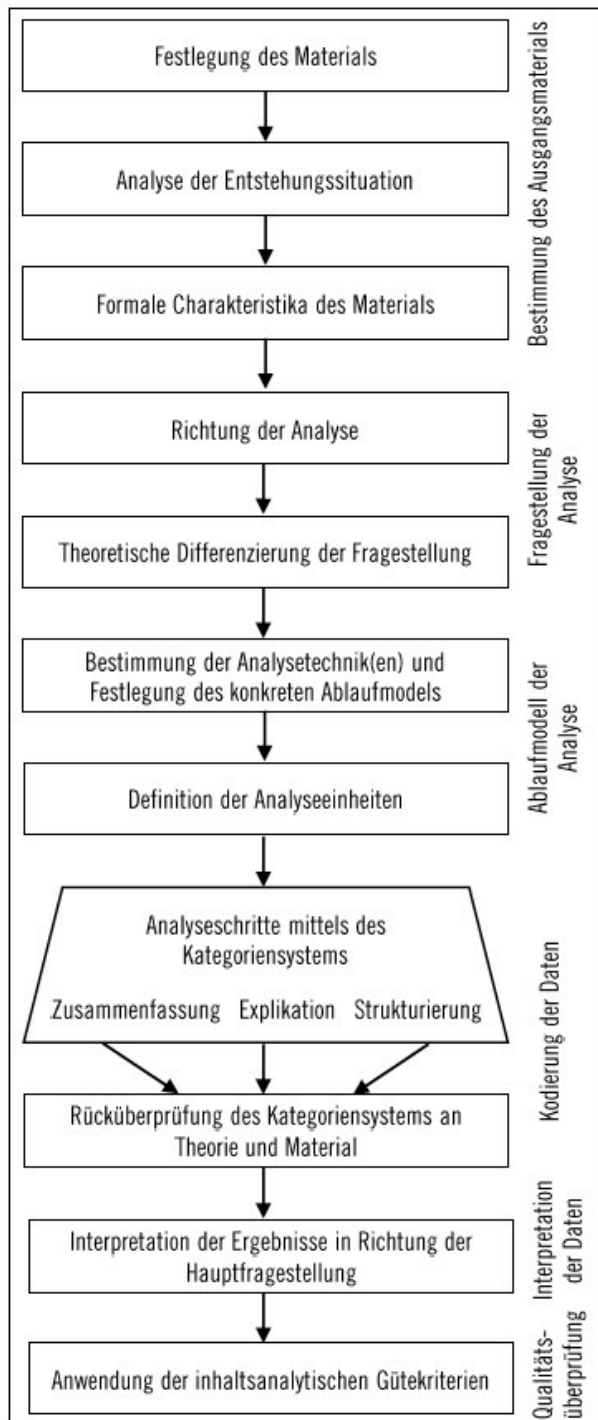 Festlegung des Materials
Analyse der Entstehungssituation
Formale Charakteristika des Materials
Bestimmung des Ausgangsmaterials
Richtung der Analyse
Theoretische Differenzierung der Fragestellung
Fragestellung der
Analyse
Bestimmung der Analysetechnik(en) und
Festlegung des konkreten Ablaufmodels
Definition der Analyseeinheiten
Ablaufmodell der
Analyse
Analyseschritte mittels des
Kategoriensystems
Zusammenfassung Explikation Strukturierung
Rücküberprüfung des Kategoriensystems an
Theorie und Material
Kodierung der Daten
Interpretation der Ergebnisse in Richtung der
Hauptfragestellung
Interpretation
der Daten
Anwendung der inhaltsanalytischen Gütekriterien
Qualitäts-
überprüfung